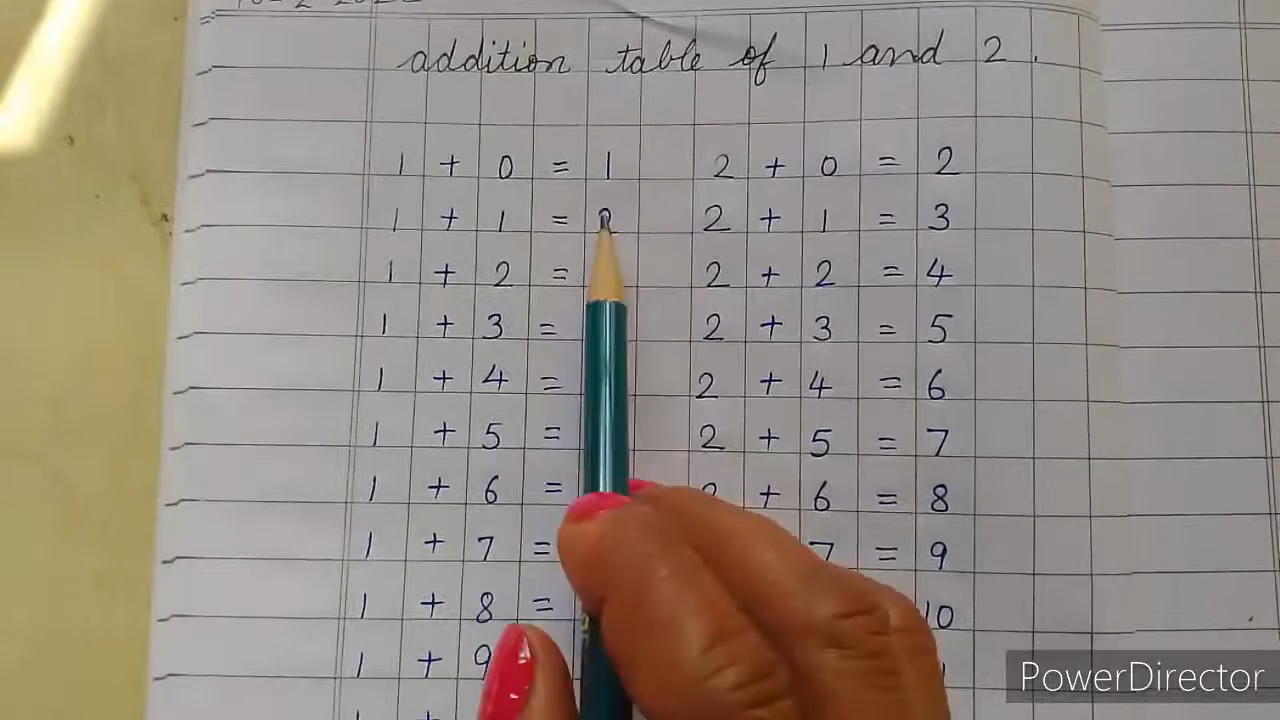 addition table of 1 and 2.
1 + 0 = 1 2 + 0 = 2
1 + 1 = 2 2 + 1 = 3
1 + 2 = 2 + 2 = 4
1 + 3 = 2 + 3 = 5
1 + 4 = 2 + 4 = 6
1 + 5 = 2 + 5 = 7
1 + 6 = 2 + 6 = 8
1 + 7 = 7 = 9
1 + 8 = 10
1 + 9
PowerDirector